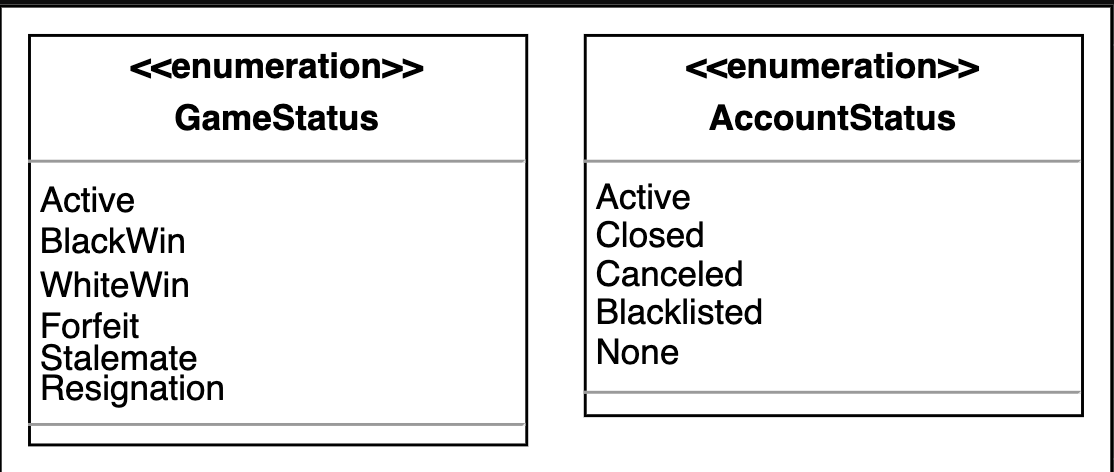 <<enumeration>>
GameStatus
Active
BlackWin
WhiteWin
Forfeit
Stalemate
Resignation
<<enumeration>>
AccountStatus
Active
Closed
Canceled
Blacklisted
None